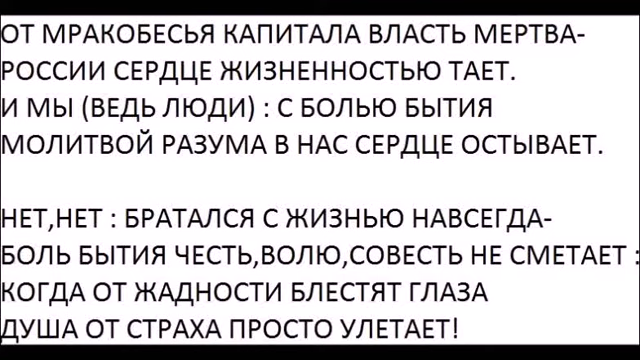 ОТ МРАКОБЕСЬЯ КАПИТАЛА ВЛАСТЬ МЕРТВА-
РОССИИ СЕРДЦЕ ЖИЗНЕННОСТЬЮ ТАЕТ.
И МЫ (ВЕДЬ ЛЮДИ) : С БОЛЬЮ БЫТИЯ
МОЛИТВОЙ РАЗУМА В НАС СЕРДЦЕ ОСТЫВАЕТ.

НЕТ,НЕТ : БРАТАЛСЯ С ЖИЗНЬЮ НАВСЕГДА-
БОЛЬ БЫТИЯ ЧЕСТЬ,ВОЛЮ,СОВЕСТЬ НЕ СМЕТАЕТ :
КОГДА ОТ ЖАДНОСТИ БЛЕСТЯТ ГЛАЗА
ДУША ОТ СТРАХА ПРОСТО УЛЕТАЕТ!